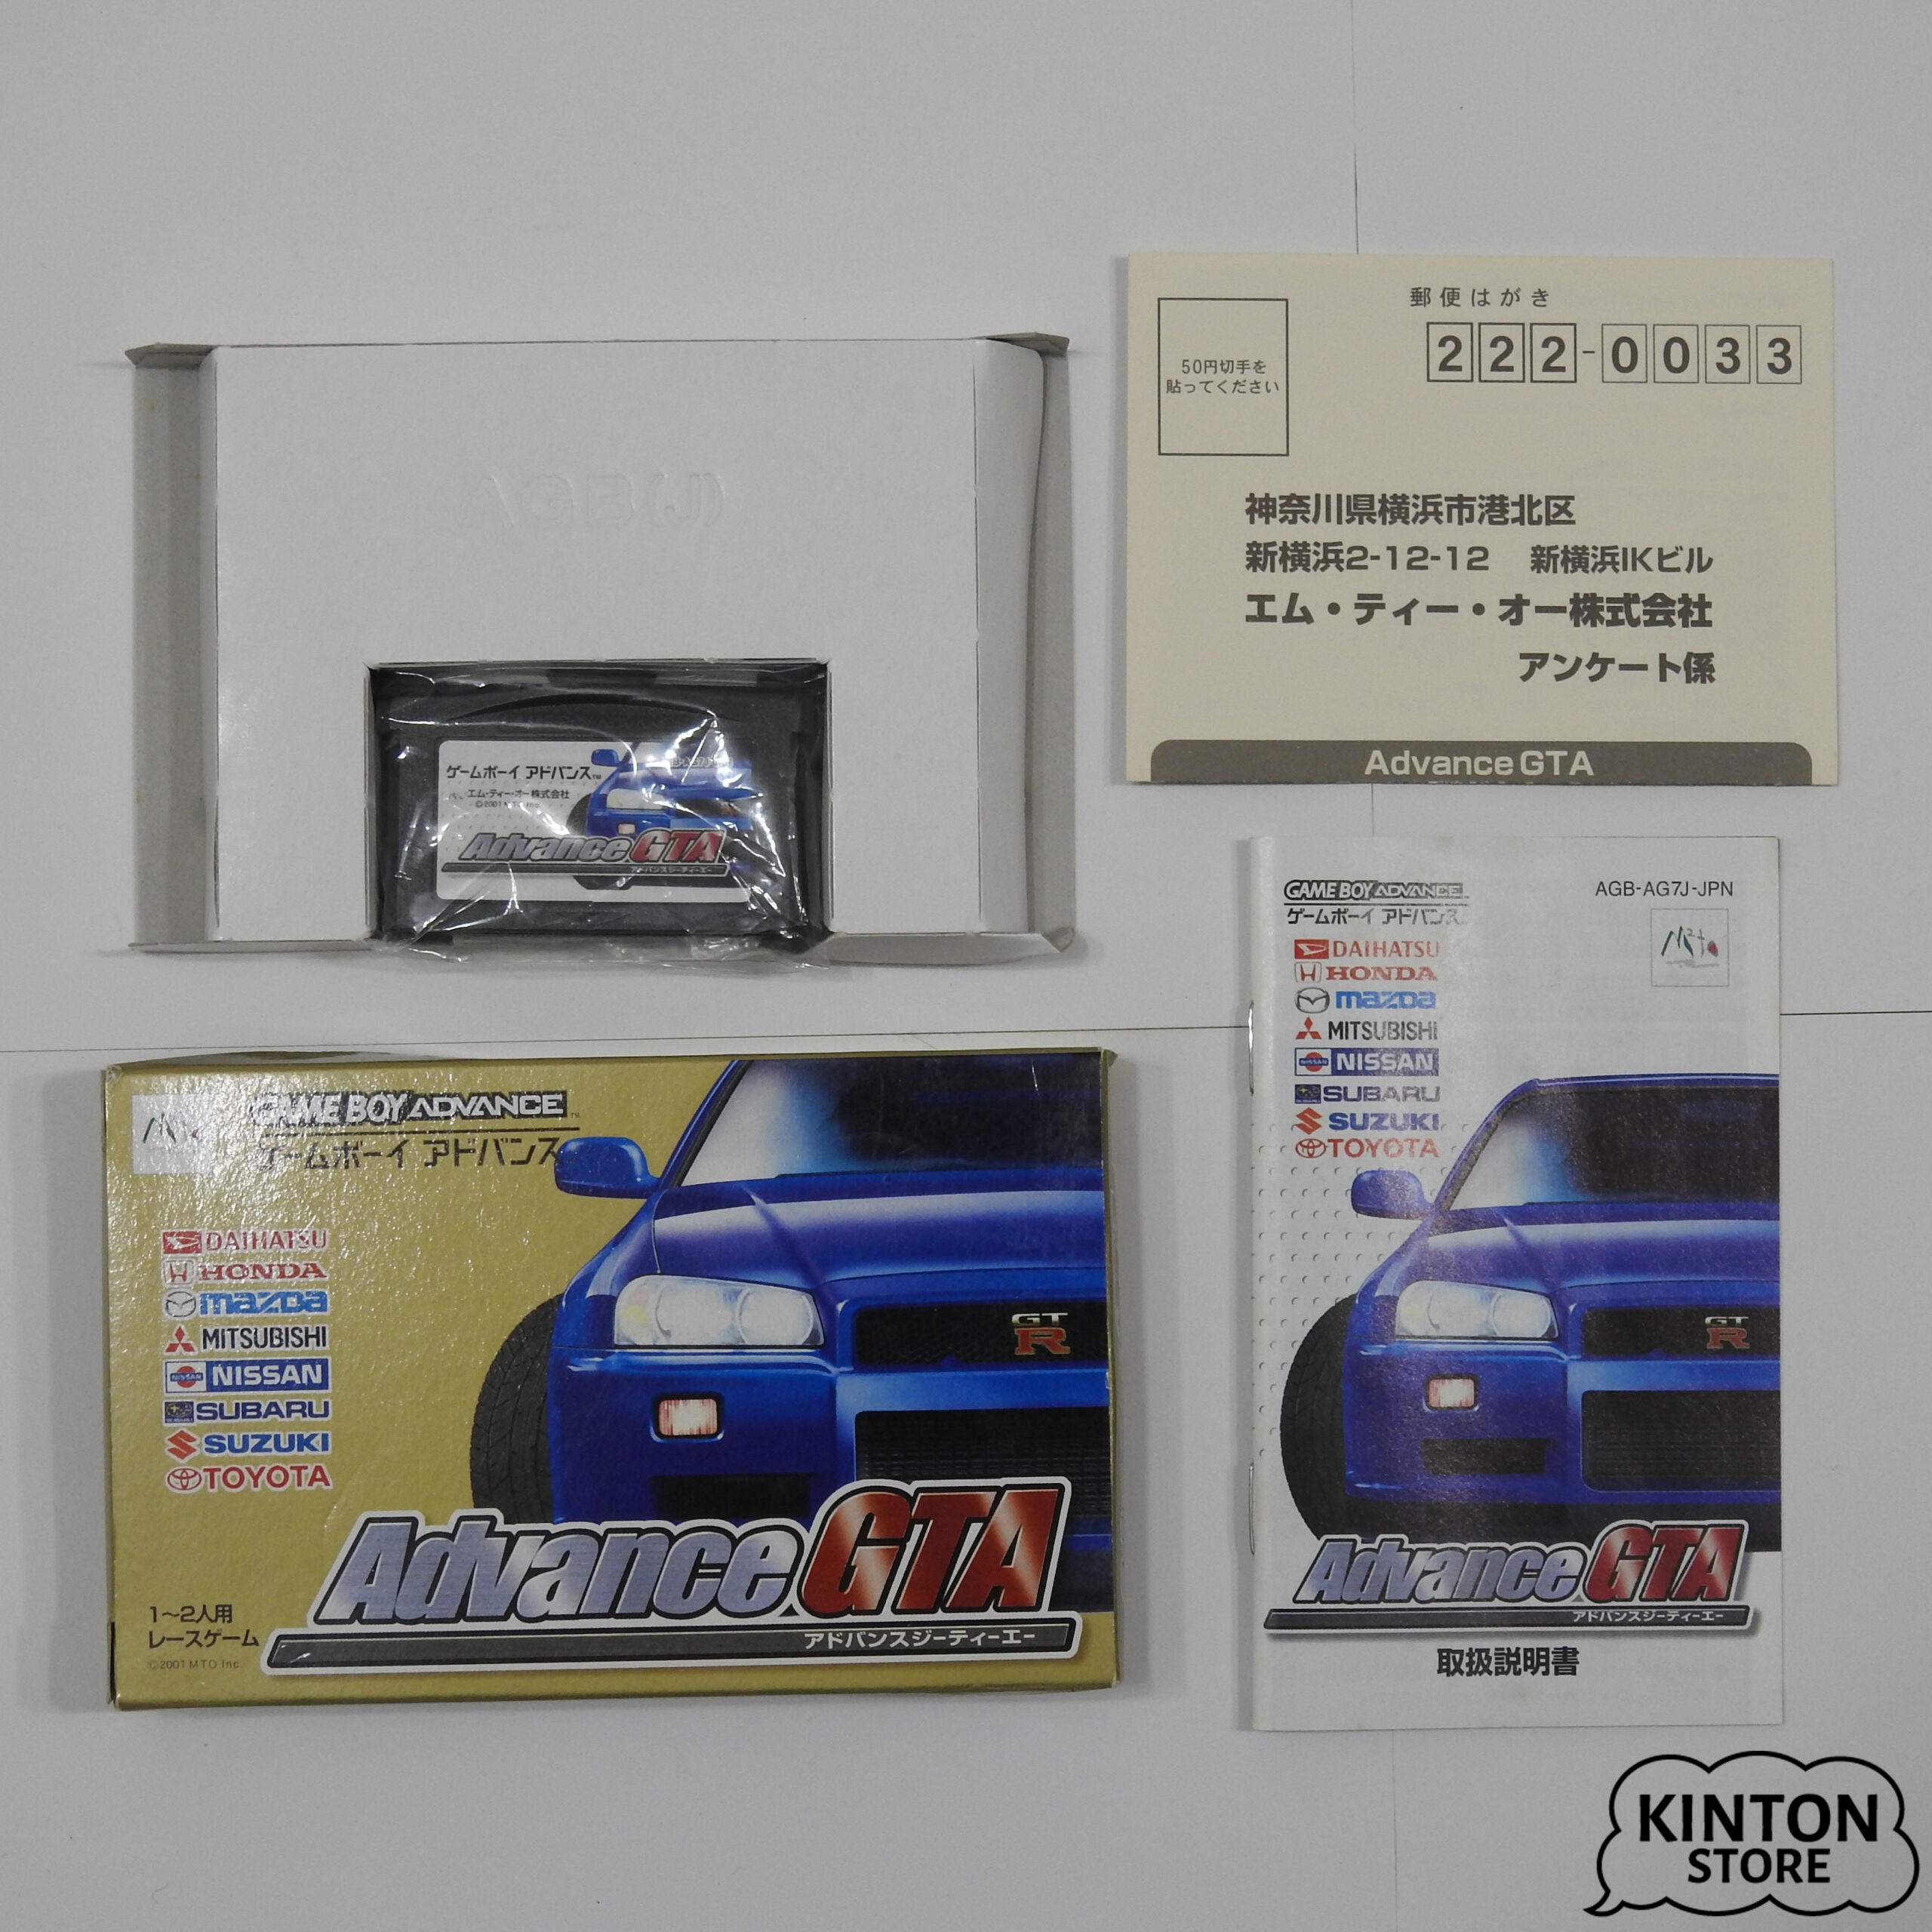 AGB(J)
ゲームボーイ アドバンス™
エム・ティー・オー株式会社
©2001 MTO Inc.
Advance GTA
アドバンスジーティーエー
郵便はがき
50円切手を
貼ってください
222-0033
神奈川県横浜市港北区
新横浜2-12-12 新横浜IKビル
エム・ティー・オー株式会社
アンケート係
Advance GTA
GAME BOY ADVANCE™
ゲームボーイ アドバンス
DAIHATSU
HONDA
mazda
MITSUBISHI
NISSAN
SUBARU
SUZUKI
TOYOTA
GT
R
Advance GTA
アドバンスジーティーエー
1〜2人用
レースゲーム
©2001 MTO Inc.
GAME BOY ADVANCE
AGB-AG7J-JPN
ゲームボーイ アドバンス
DAIHATSU
HONDA
mazda
MITSUBISHI
NISSAN
SUBARU
SUZUKI
TOYOTA
GT
R
Advance GTA
アドバンスジーティーエー
取扱説明書
KINTON
STORE